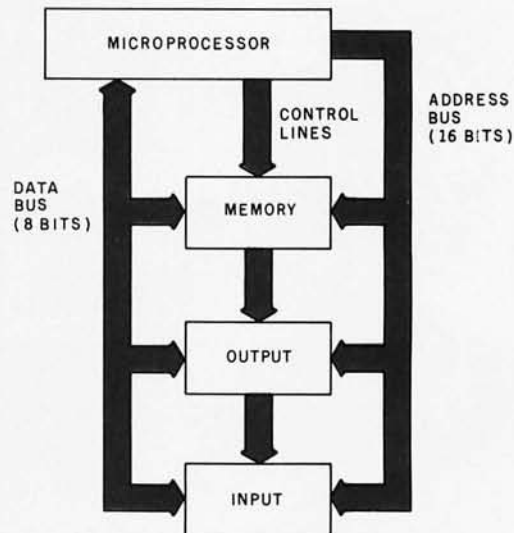 MICROPROCESSOR
CONTROL
LINES
ADDRESS
BUS
(16 BITS)
DATA
BUS
(8 BITS)
MEMORY
OUTPUT
INPUT